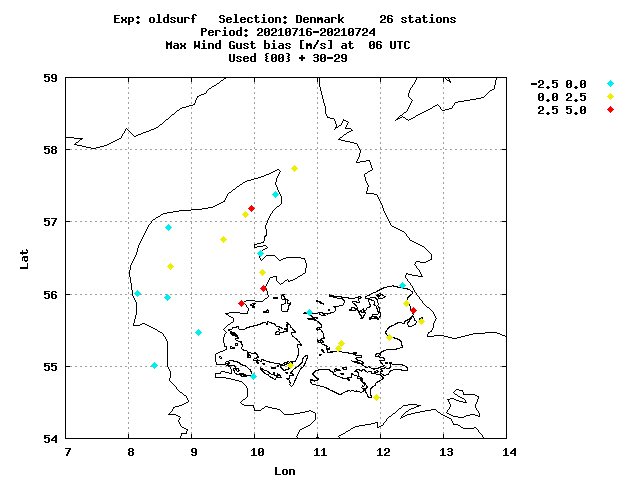 Exp: oldsurf   Selection: Denmark     26 stations
Period: 20210716-20210724
Max Wind Gust bias [m/s] at  06 UTC
Used {00} + 30-29
-2.5 0.0
0.0 2.5
2.5 5.0
59
58
57
56
55
54
Lat
7 8 9 10 11 12 13 14
Lon